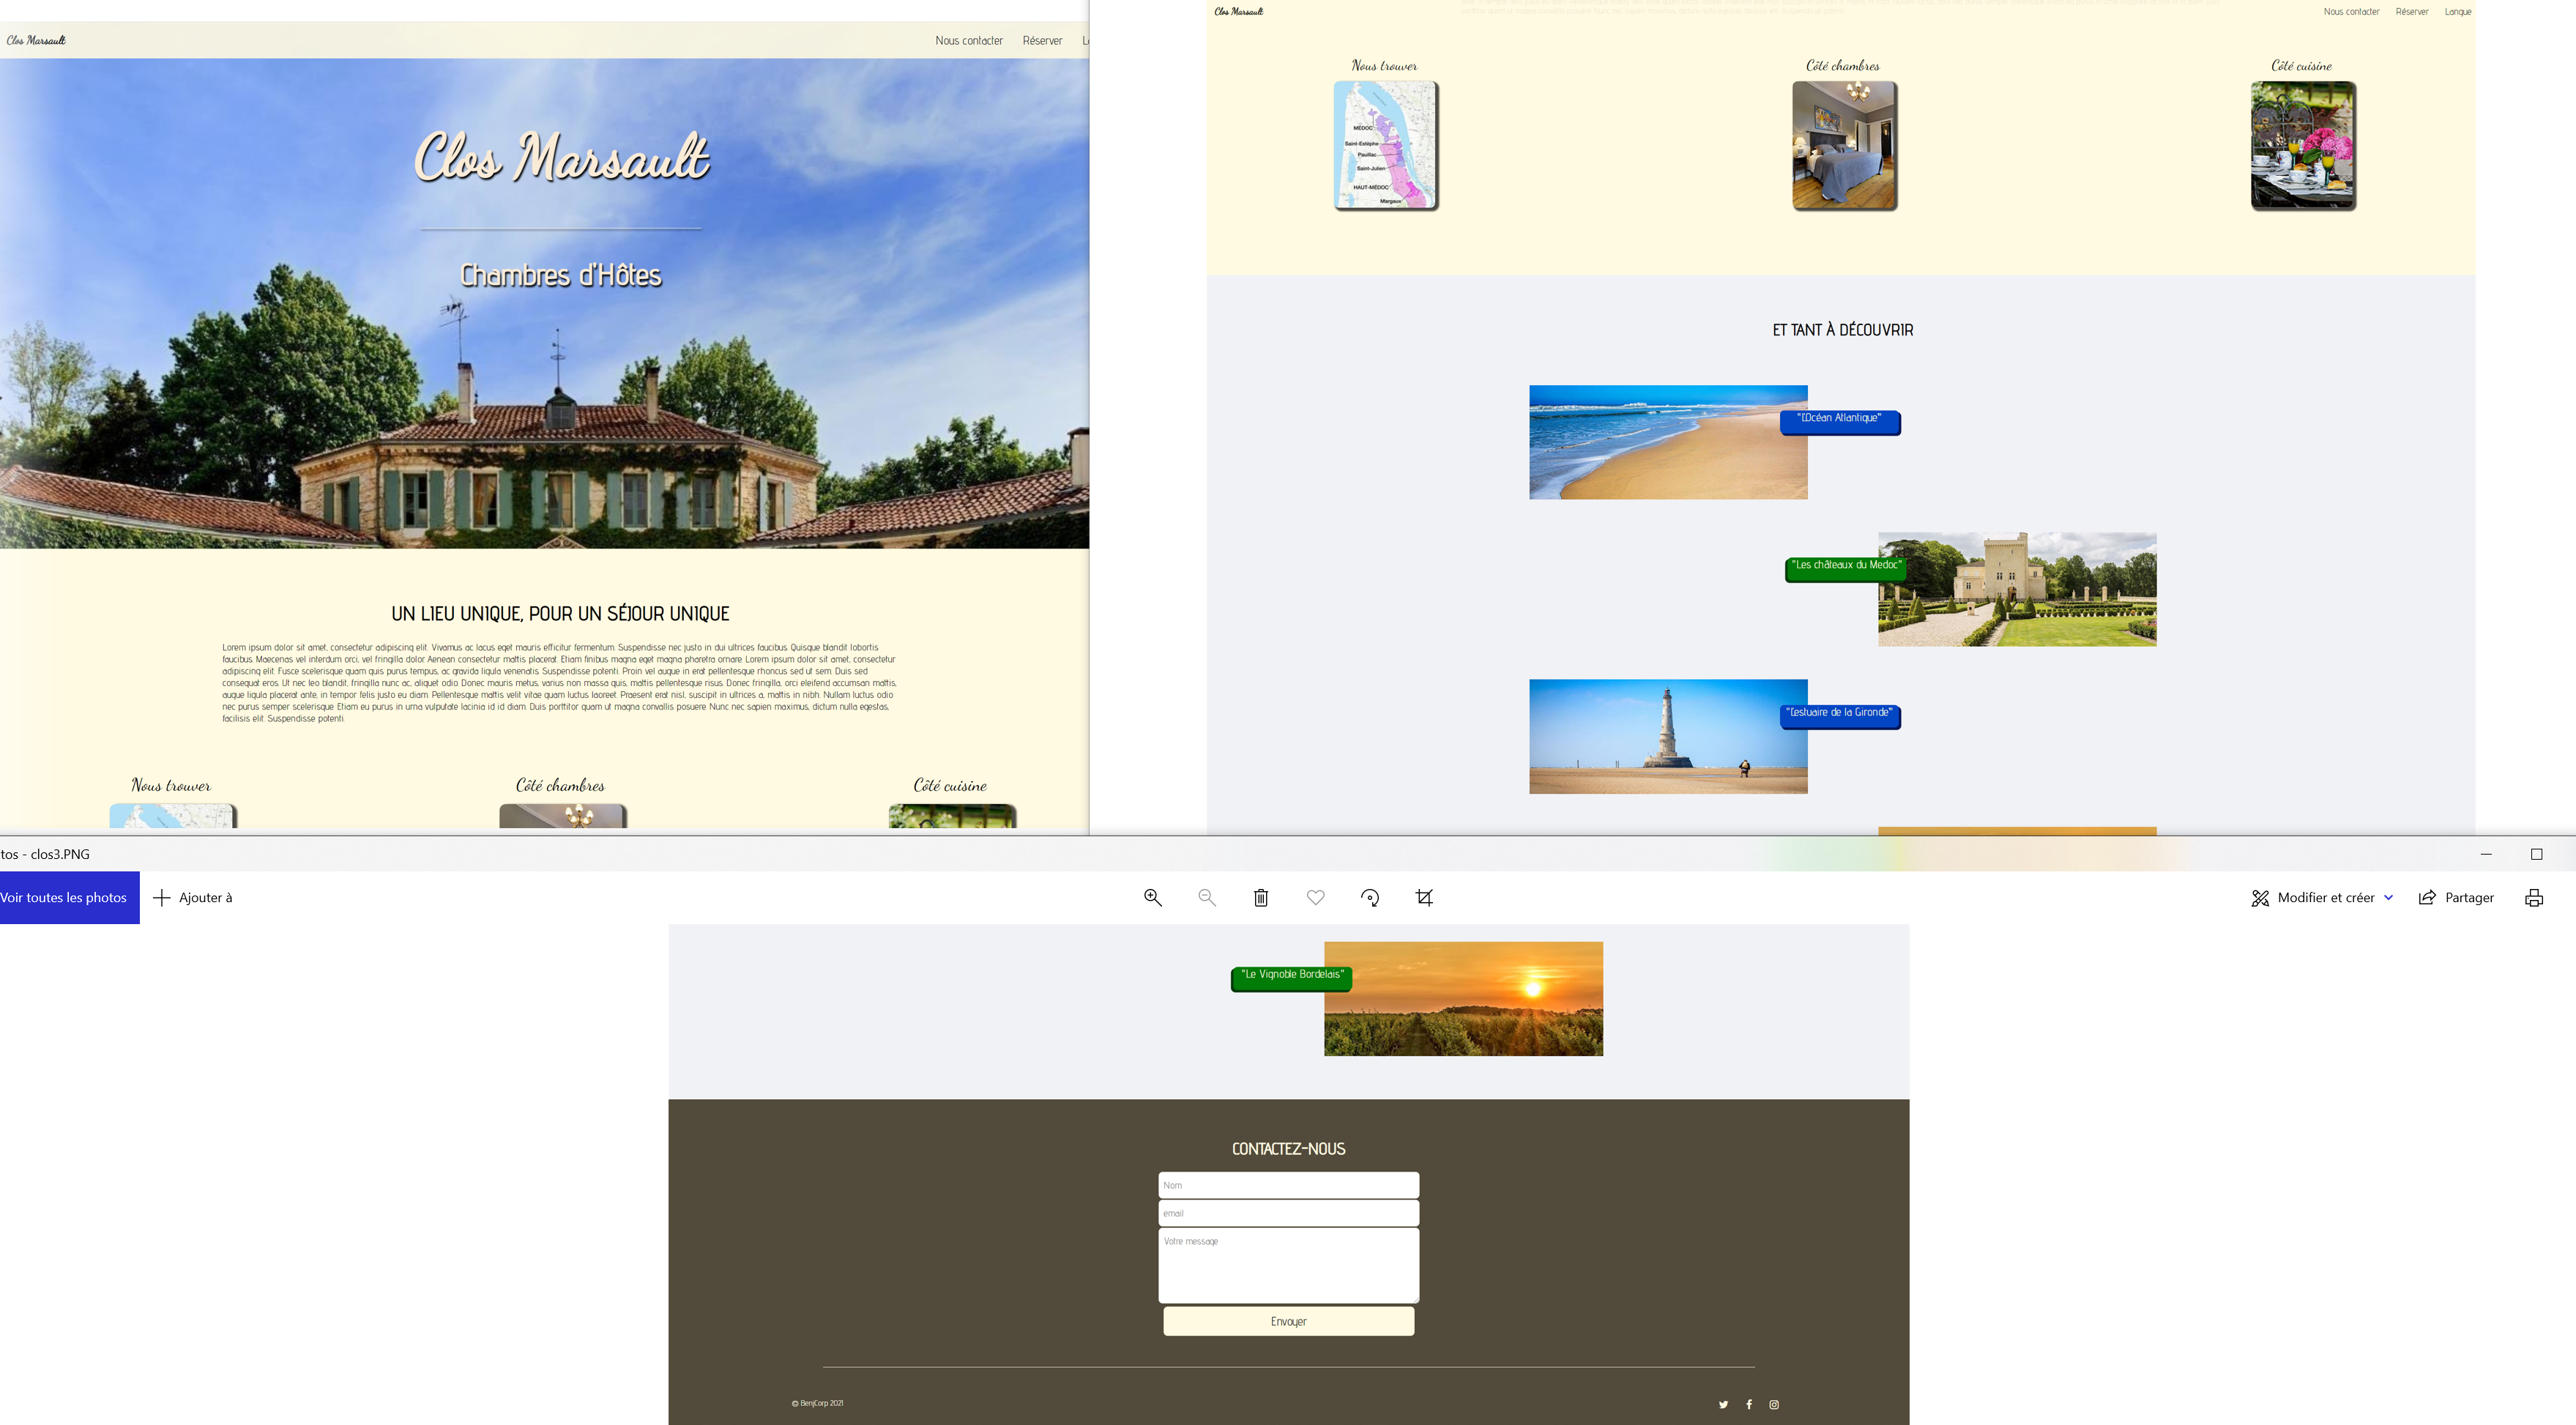 Clos Marsault
Nous contacter
Réserver
Clos Marsault
Chambres d'Hôtes
UN LIEU UNIQUE, POUR UN SÉJOUR UNIQUE
Lorem ipsum dolor sit amet, consectetur adipiscing elit. Vivamus ac lacus eget mauris efficitur fermentum. Suspendisse nec justo in dui ultrices faucibus. Quisque blandit lobortis
faucibus. Maecenas vel interdum orci, vel fringilla dolor. Aenean consectetur mattis placerat. Etiam finibus magna eget magna pharetra ornare. Lorem ipsum dolor sit amet, consectetur
adipiscing elit. Fusce scelerisque quam quis purus tempus, ac gravida ligula venenatis. Suspendisse potenti. Proin vel augue in erat pellentesque rhoncus sed ut sem. Duis sed
consequat eros. Ut nec leo blandit, fringilla nunc ac, aliquet odio. Donec mauris metus, varius non massa quis, mattis pellentesque risus. Donec fringilla, orci eleifend accumsan mattis,
augue ligula placerat ante, in tempor felis justo eu diam. Pellentesque mattis velit vitae quam luctus laoreet. Praesent erat nisl, suscipit in ultrices a, mattis in nibh. Nullam luctus odio
nec purus semper scelerisque. Etiam eu purus in urna vulputate lacinia id id diam. Duis porttitor quam ut magna convallis posuere. Nunc nec sapien maximus, dictum nulla egestas,
facilisis elit. Suspendisse potenti.
Nous trouver
Côté chambres
Côté cuisine
Clos Marsault
Nous contacter
Réserver
Langue
Nous trouver
Côté chambres
Côté cuisine
MÉDOC
Saint-Estèphe
Pauillac
Saint-Julien
HAUT-MÉDOC
Margaux
ET TANT À DÉCOUVRIR
"L'Océan Atlantique"
"Les châteaux du Medoc"
"L'estuaire de la Gironde"
tos - clos3.PNG
Voir toutes les photos
Ajouter à
Modifier et créer
Partager
"Le Vignoble Bordelais"
CONTACTEZ-NOUS
Nom
email
Votre message
Envoyer
© BenjCorp 2021